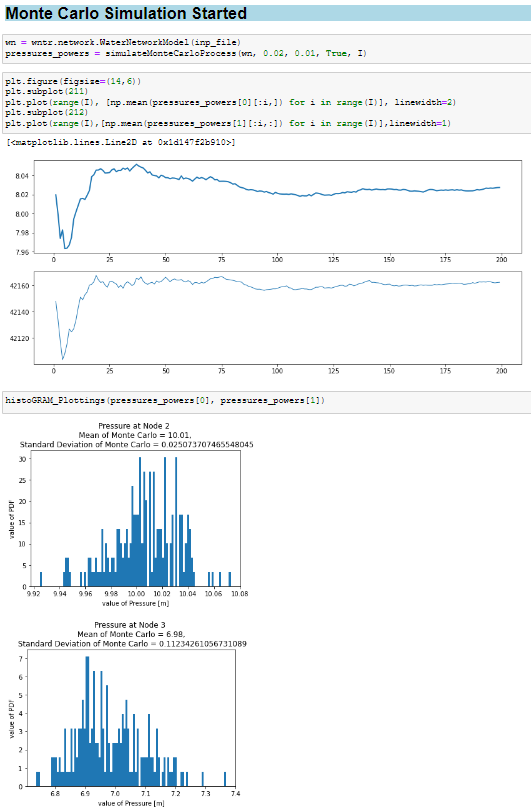 Monte Carlo Simulation Started
wn = wntr.network.WaterNetworkModel(inp_file)
pressures_powers = simulateMonteCarloProcess(wn, 0.02, 0.01, True, I)
plt.figure(figsize=(14,6))
plt.subplot(211)
plt.plot(range(I), [np.mean(pressures_powers[0][:i,]) for i in range(I)], linewidth=2)
plt.subplot(212)
plt.plot(range(I),[np.mean(pressures_powers[1][:i,:]) for i in range(I)],linewidth=1)
[<matplotlib.lines.Line2D at 0x1d147f2b910>]
8.04
8.02
8.00
7.98
7.96
0 25 50 75 100 125 150 175 200
42160
42140
42120
0 25 50 75 100 125 150 175 200
histoGRAM_Plottings(pressures_powers[0], pressures_powers[1])
Pressure at Node 2
Mean of Monte Carlo = 10.01,
Standard Deviation of Monte Carlo = 0.025073707465548045
30
25
20
15
10
5
0
value of PDF
9.92 9.94 9.96 9.98 10.00 10.02 10.04 10.06 10.08
value of Pressure [m]
Pressure at Node 3
Mean of Monte Carlo = 6.98,
Standard Deviation of Monte Carlo = 0.11234261056731089
7
6
5
4
3
2
1
0
value of PDF
6.8 6.9 7.0 7.1 7.2 7.3 7.4
value of Pressure [m]